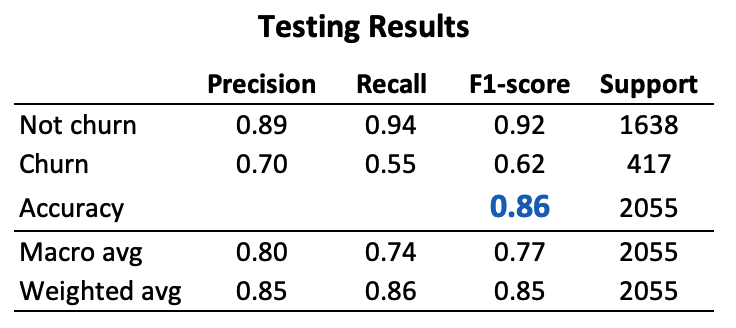 Testing Results
Precision Recall F1-score Support
Not churn 0.89 0.94 0.92 1638
Churn 0.70 0.55 0.62 417
Accuracy 0.86 2055
Macro avg 0.80 0.74 0.77 2055
Weighted avg 0.85 0.86 0.85 2055